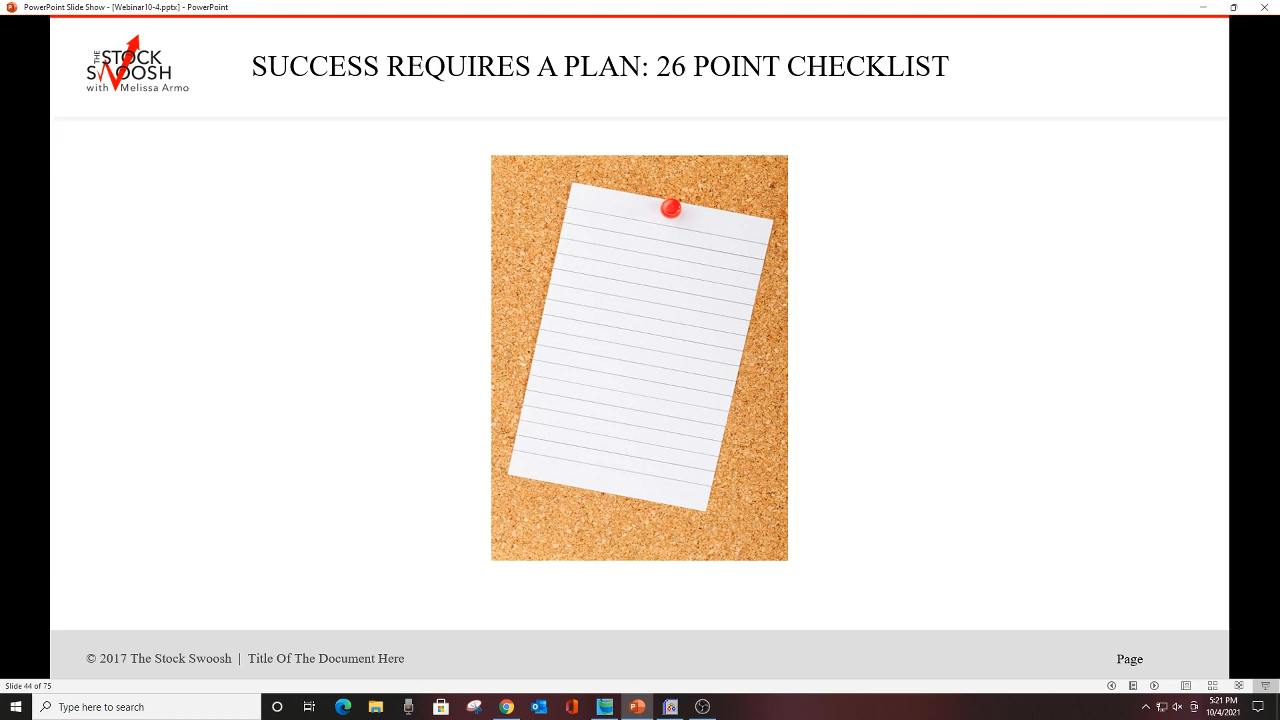 PowerPoint Slide Show - [Webinar10-4.pptx] - PowerPoint
THE
STOCK
SWOOSH
with Melissa Armo
SUCCESS REQUIRES A PLAN: 26 POINT CHECKLIST
© 2017 The Stock Swoosh | Title Of The Document Here
Page
Slide 44 of 75
Type here to search
5:21 PM
10/4/2021